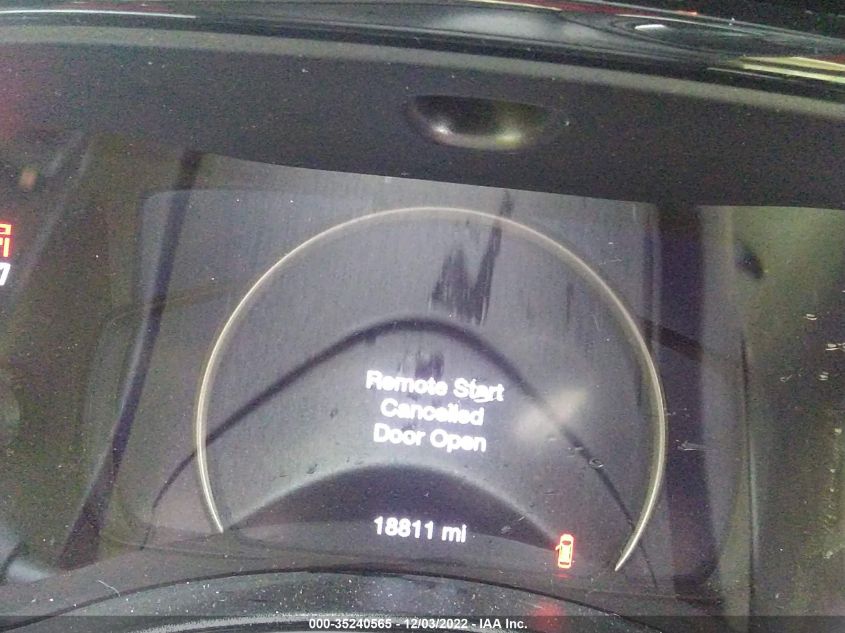 Remote Start
Cancelled
Door Open
18811 mi
000-35240565 - 12/03/2022 - IAA Inc.